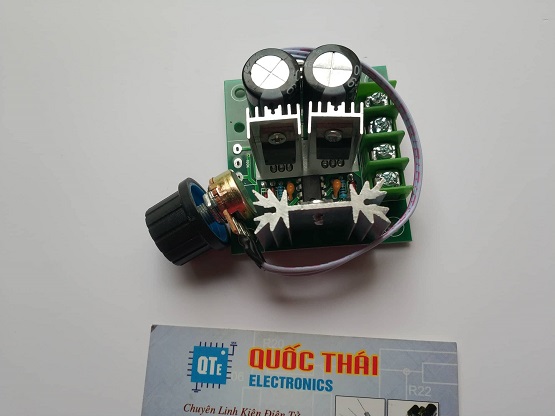 QTE
QUỐC THÁI
ELECTRONICS
R22
Chuyên Linh Kiện Điện Tử